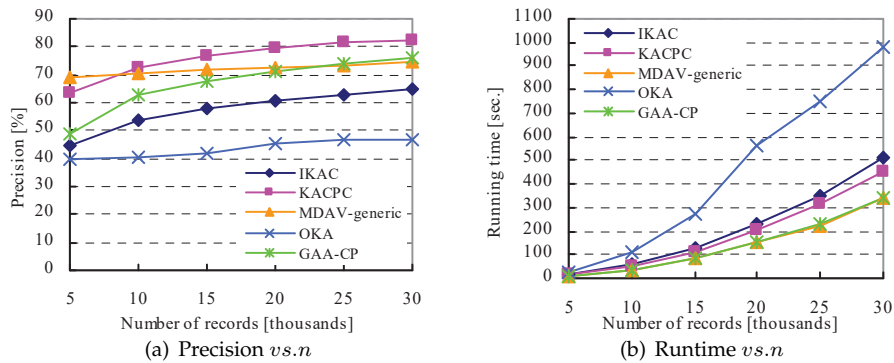 90
80
70
60
50
40
30
20
10
0
Precision [%]
IKAC
KACPC
MDAV-generic
OKA
GAA-CP
5 10 15 20 25 30
Number of records [thousands]
(a) Precision vs.n
1100
1000
900
800
700
600
500
400
300
200
100
0
Running time [sec.]
IKAC
KACPC
MDAV-generic
OKA
GAA-CP
5 10 15 20 25 30
Number of records [thousands]
(b) Runtime vs.n